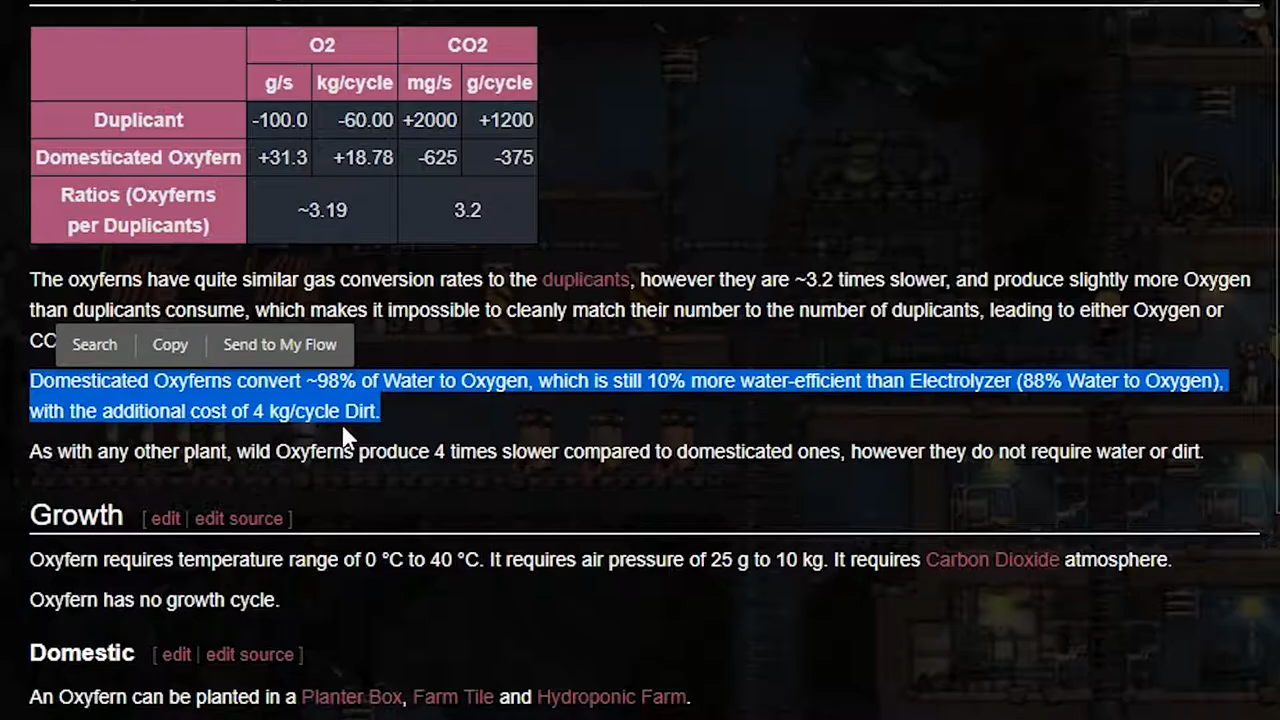 O2 CO2
g/s kg/cycle mg/s g/cycle
Duplicant -100.0 -60.00 +2000 +1200
Domesticated Oxyfern +31.3 +18.78 -625 -375
Ratios (Oxyferns
per Duplicants) ~3.19 3.2
The oxyferns have quite similar gas conversion rates to the duplicants, however they are ~3.2 times slower, and produce slightly more Oxygen
than duplicants consume, which makes it impossible to cleanly match their number to the number of duplicants, leading to either Oxygen or
CO
Search Copy Send to My Flow
Domesticated Oxyferns convert ~98% of Water to Oxygen, which is still 10% more water-efficient than Electrolyzer (88% Water to Oxygen),
with the additional cost of 4 kg/cycle Dirt.
As with any other plant, wild Oxyferns produce 4 times slower compared to domesticated ones, however they do not require water or dirt.
Growth [ edit | edit source ]
Oxyfern requires temperature range of 0 °C to 40 °C. It requires air pressure of 25 g to 10 kg. It requires Carbon Dioxide atmosphere.
Oxyfern has no growth cycle.
Domestic [ edit | edit source ]
An Oxyfern can be planted in a Planter Box, Farm Tile and Hydroponic Farm.